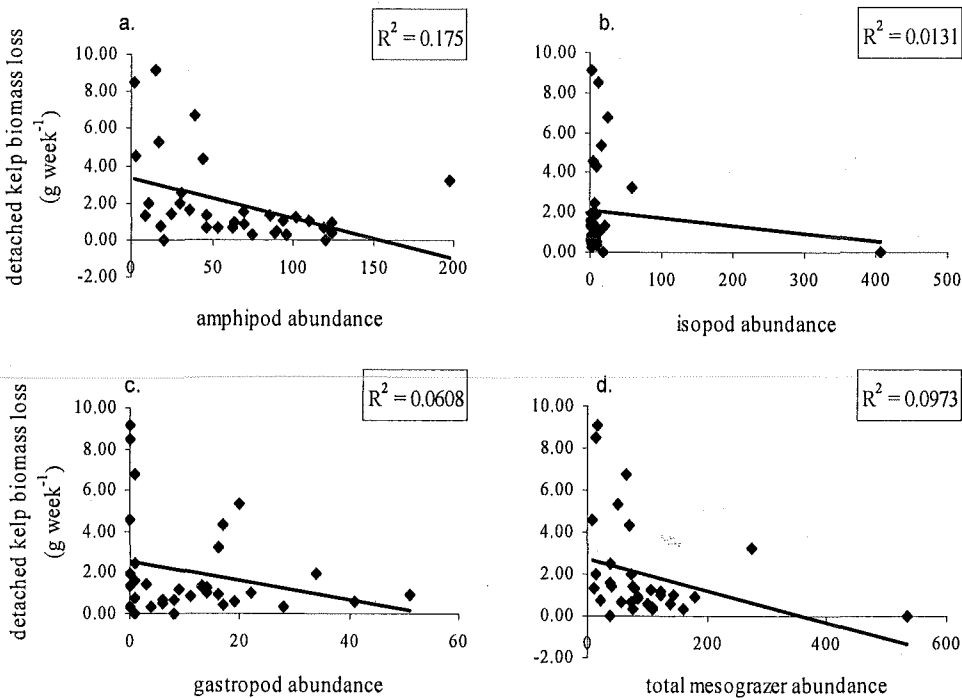 a.
R² = 0.175
b.
R² = 0.0131
detached kelp biomass loss
(g week⁻¹)
10.00
8.00
6.00
4.00
2.00
0.00
-2.00
0
50
100
150
200
amphipod abundance
10.00
8.00
6.00
4.00
2.00
0.00
0
100
200
300
400
500
isopod abundance
c.
R² = 0.0608
d.
R² = 0.0973
detached kelp biomass loss
(g week⁻¹)
10.00
8.00
6.00
4.00
2.00
0.00
0
20
40
60
gastropod abundance
10.00
8.00
6.00
4.00
2.00
0.00
-2.00
0
200
400
600
total mesograzer abundance